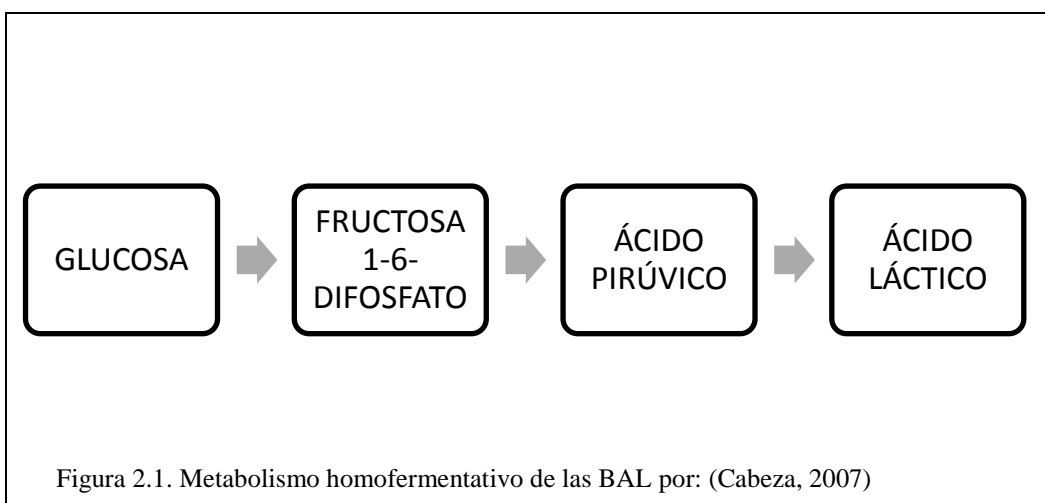 GLUCOSA
FRUCTOSA
1-6-
DIFOSFATO
ÁCIDO
PIRÚVICO
ÁCIDO
LÁCTICO
Figura 2.1. Metabolismo homofermentativo de las BAL por: (Cabeza, 2007)